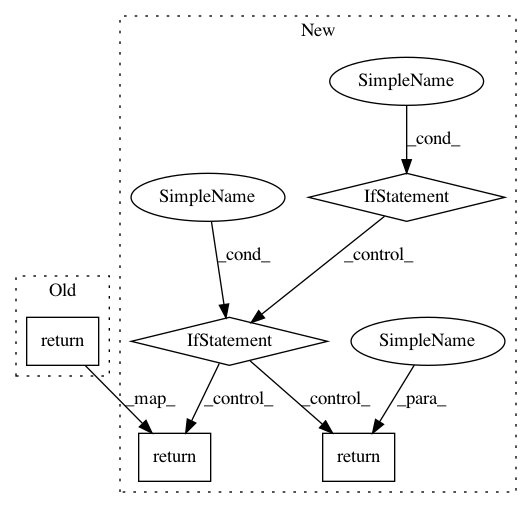 New
SimpleName
_cond_
SimpleName
IfStatement
_cond_
_control_
Old
return
IfStatement
SimpleName
_map_
_control_
_control_
_para_
return
return